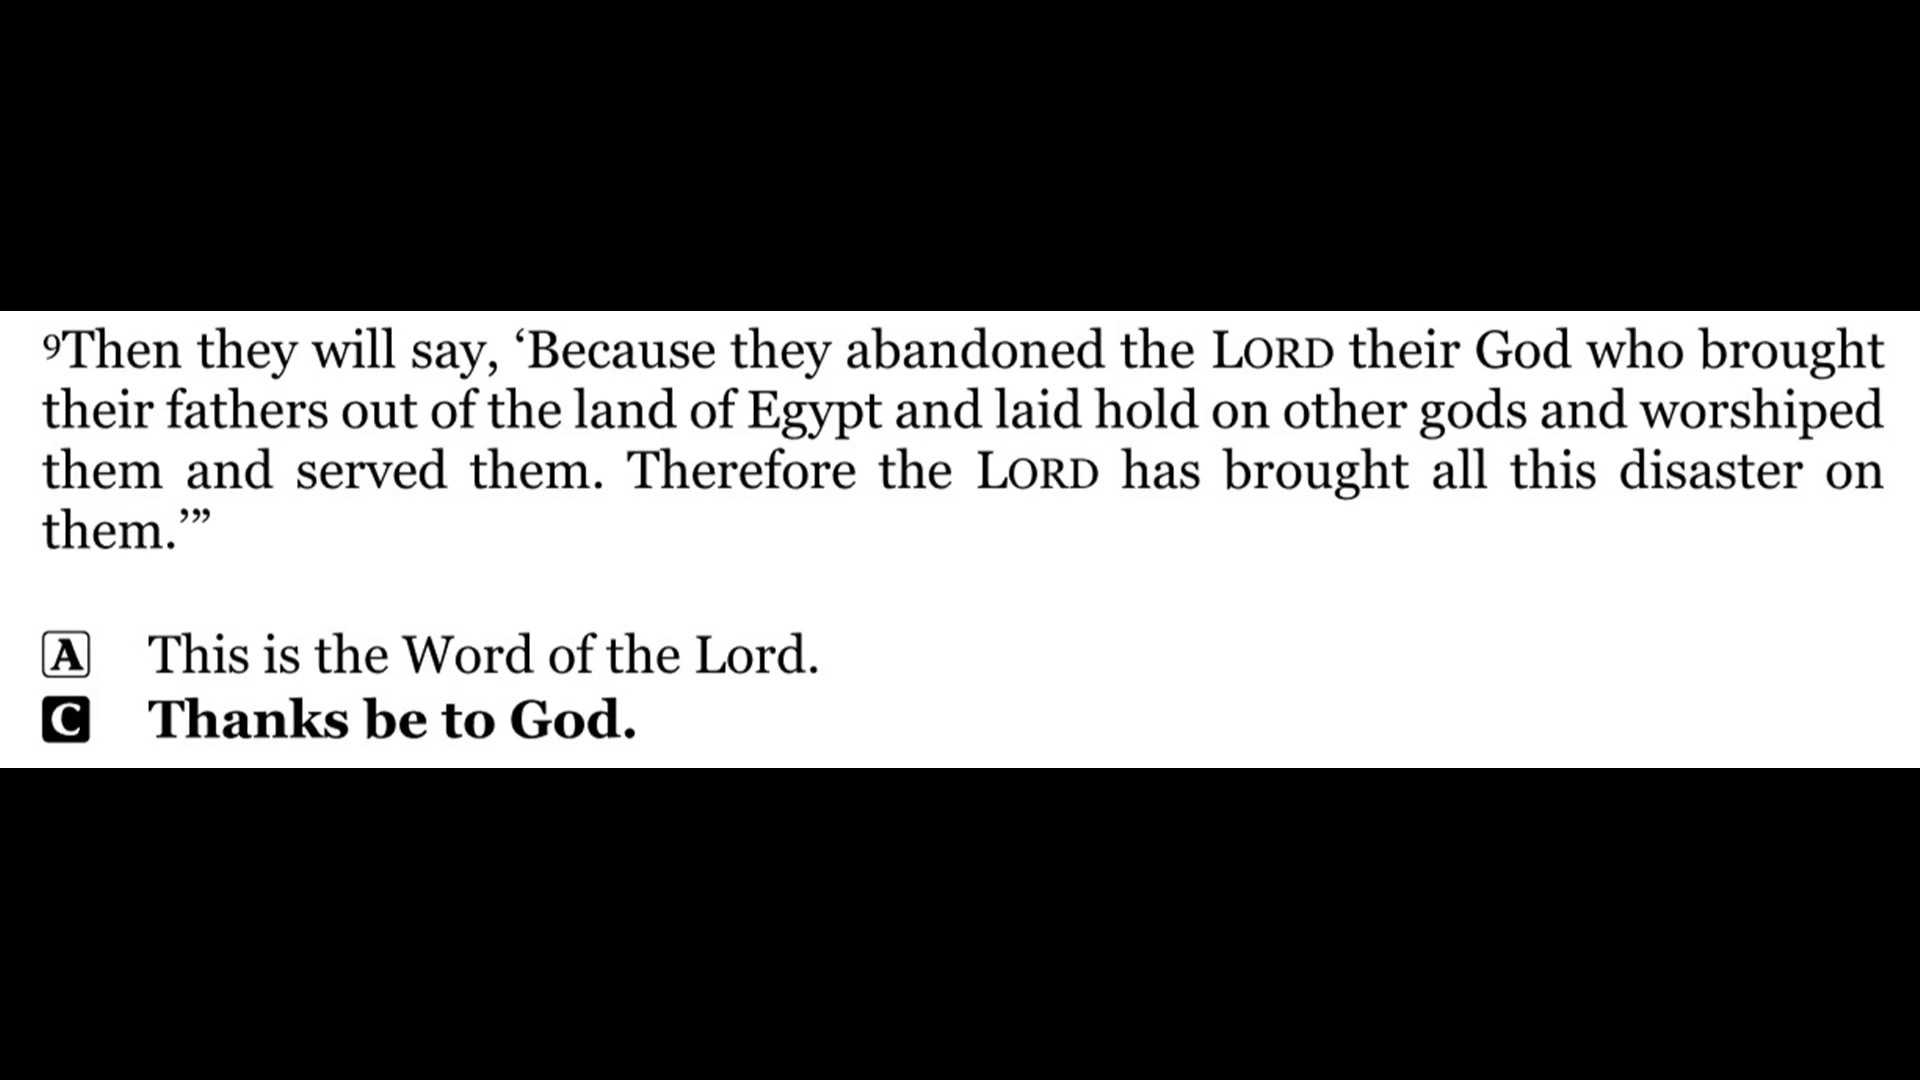 9Then they will say, ‘Because they abandoned the LORD their God who brought
their fathers out of the land of Egypt and laid hold on other gods and worshiped
them and served them. Therefore the LORD has brought all this disaster on
them.’”
A This is the Word of the Lord.
C Thanks be to God.